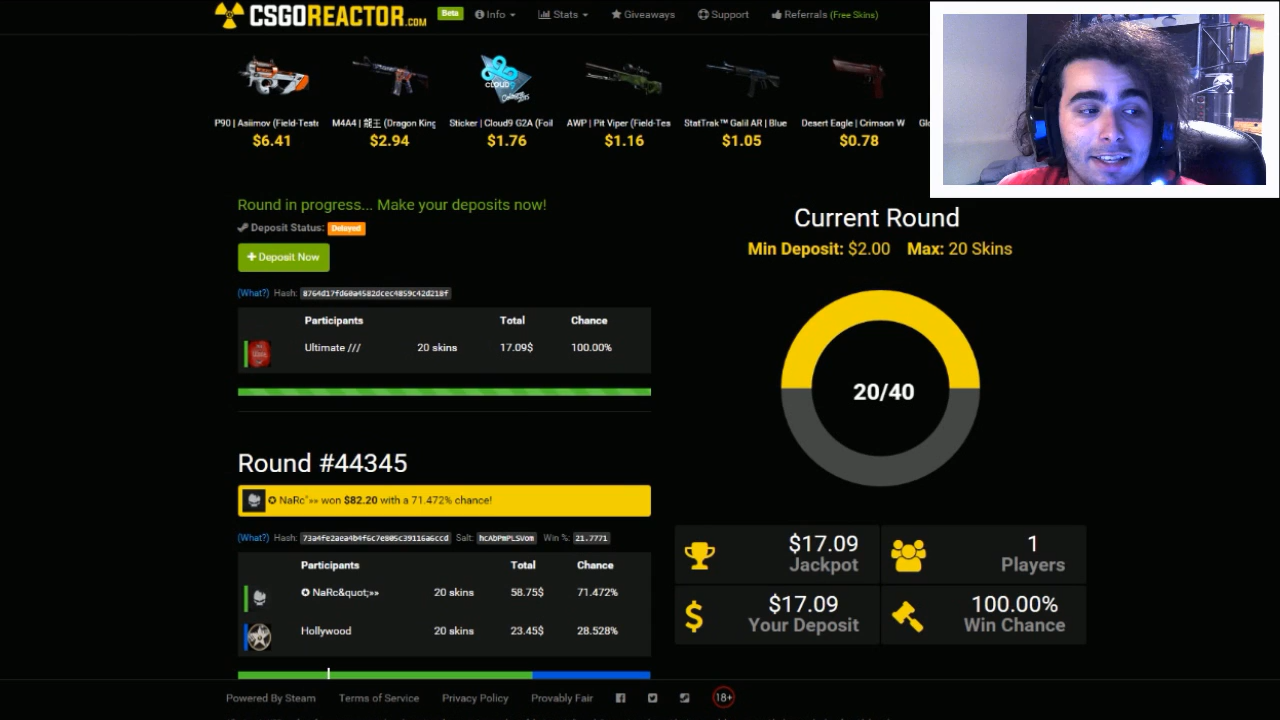 CSGOREACTOR.COM Beta Info Stats Giveaways Support Referrals (Free Skins)
P90 | Asiimov (Field-Teste M4A4 | 龍王 (Dragon King Sticker | Cloud9 G2A (Foil AWP | Pit Viper (Field-Tes StatTrak™ Galil AR | Blue Desert Eagle | Crimson W Glo
$6.41 $2.94 $1.76 $1.16 $1.05 $0.78
Round in progress... Make your deposits now!
Deposit Status: Delayed
+ Deposit Now
(What?) Hash: 8764d17fd60a4582dcec4859c42d218f
Participants Total Chance
Ultimate /// 20 skins 17.09$ 100.00%
Current Round
Min Deposit: $2.00 Max: 20 Skins
20/40
Round #44345
✪ NaRc"»» won $82.20 with a 71.472% chance!
(What?) Hash: 73a4fe2aea4b4f6c7e805c39116a6ccd Salt: hcAbPmPLSVom Win %: 21.7771
Participants Total Chance
✪ NaRc&quot;»» 20 skins 58.75$ 71.472%
Hollywood 20 skins 23.45$ 28.528%
$17.09
Jackpot
1
Players
$17.09
Your Deposit
100.00%
Win Chance
Powered By Steam Terms of Service Privacy Policy Provably Fair 18+